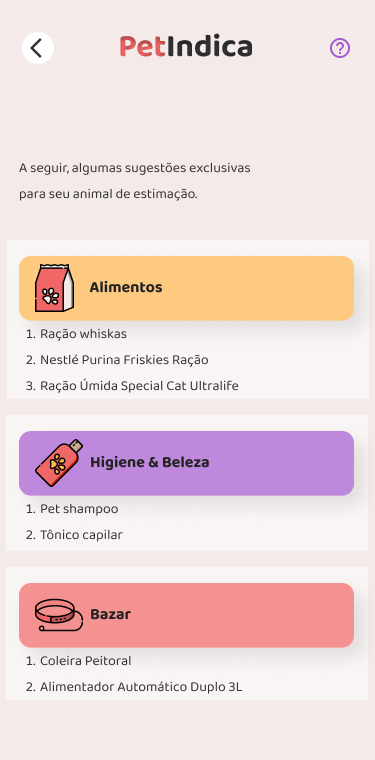 PetIndica
A seguir, algumas sugestões exclusivas
para seu animal de estimação.
Alimentos
1. Ração whiskas
2. Nestlé Purina Friskies Ração
3. Ração Úmida Special Cat Ultralife
Higiene & Beleza
1. Pet shampoo
2. Tônico capilar
Bazar
1. Coleira Peitoral
2. Alimentador Automático Duplo 3L